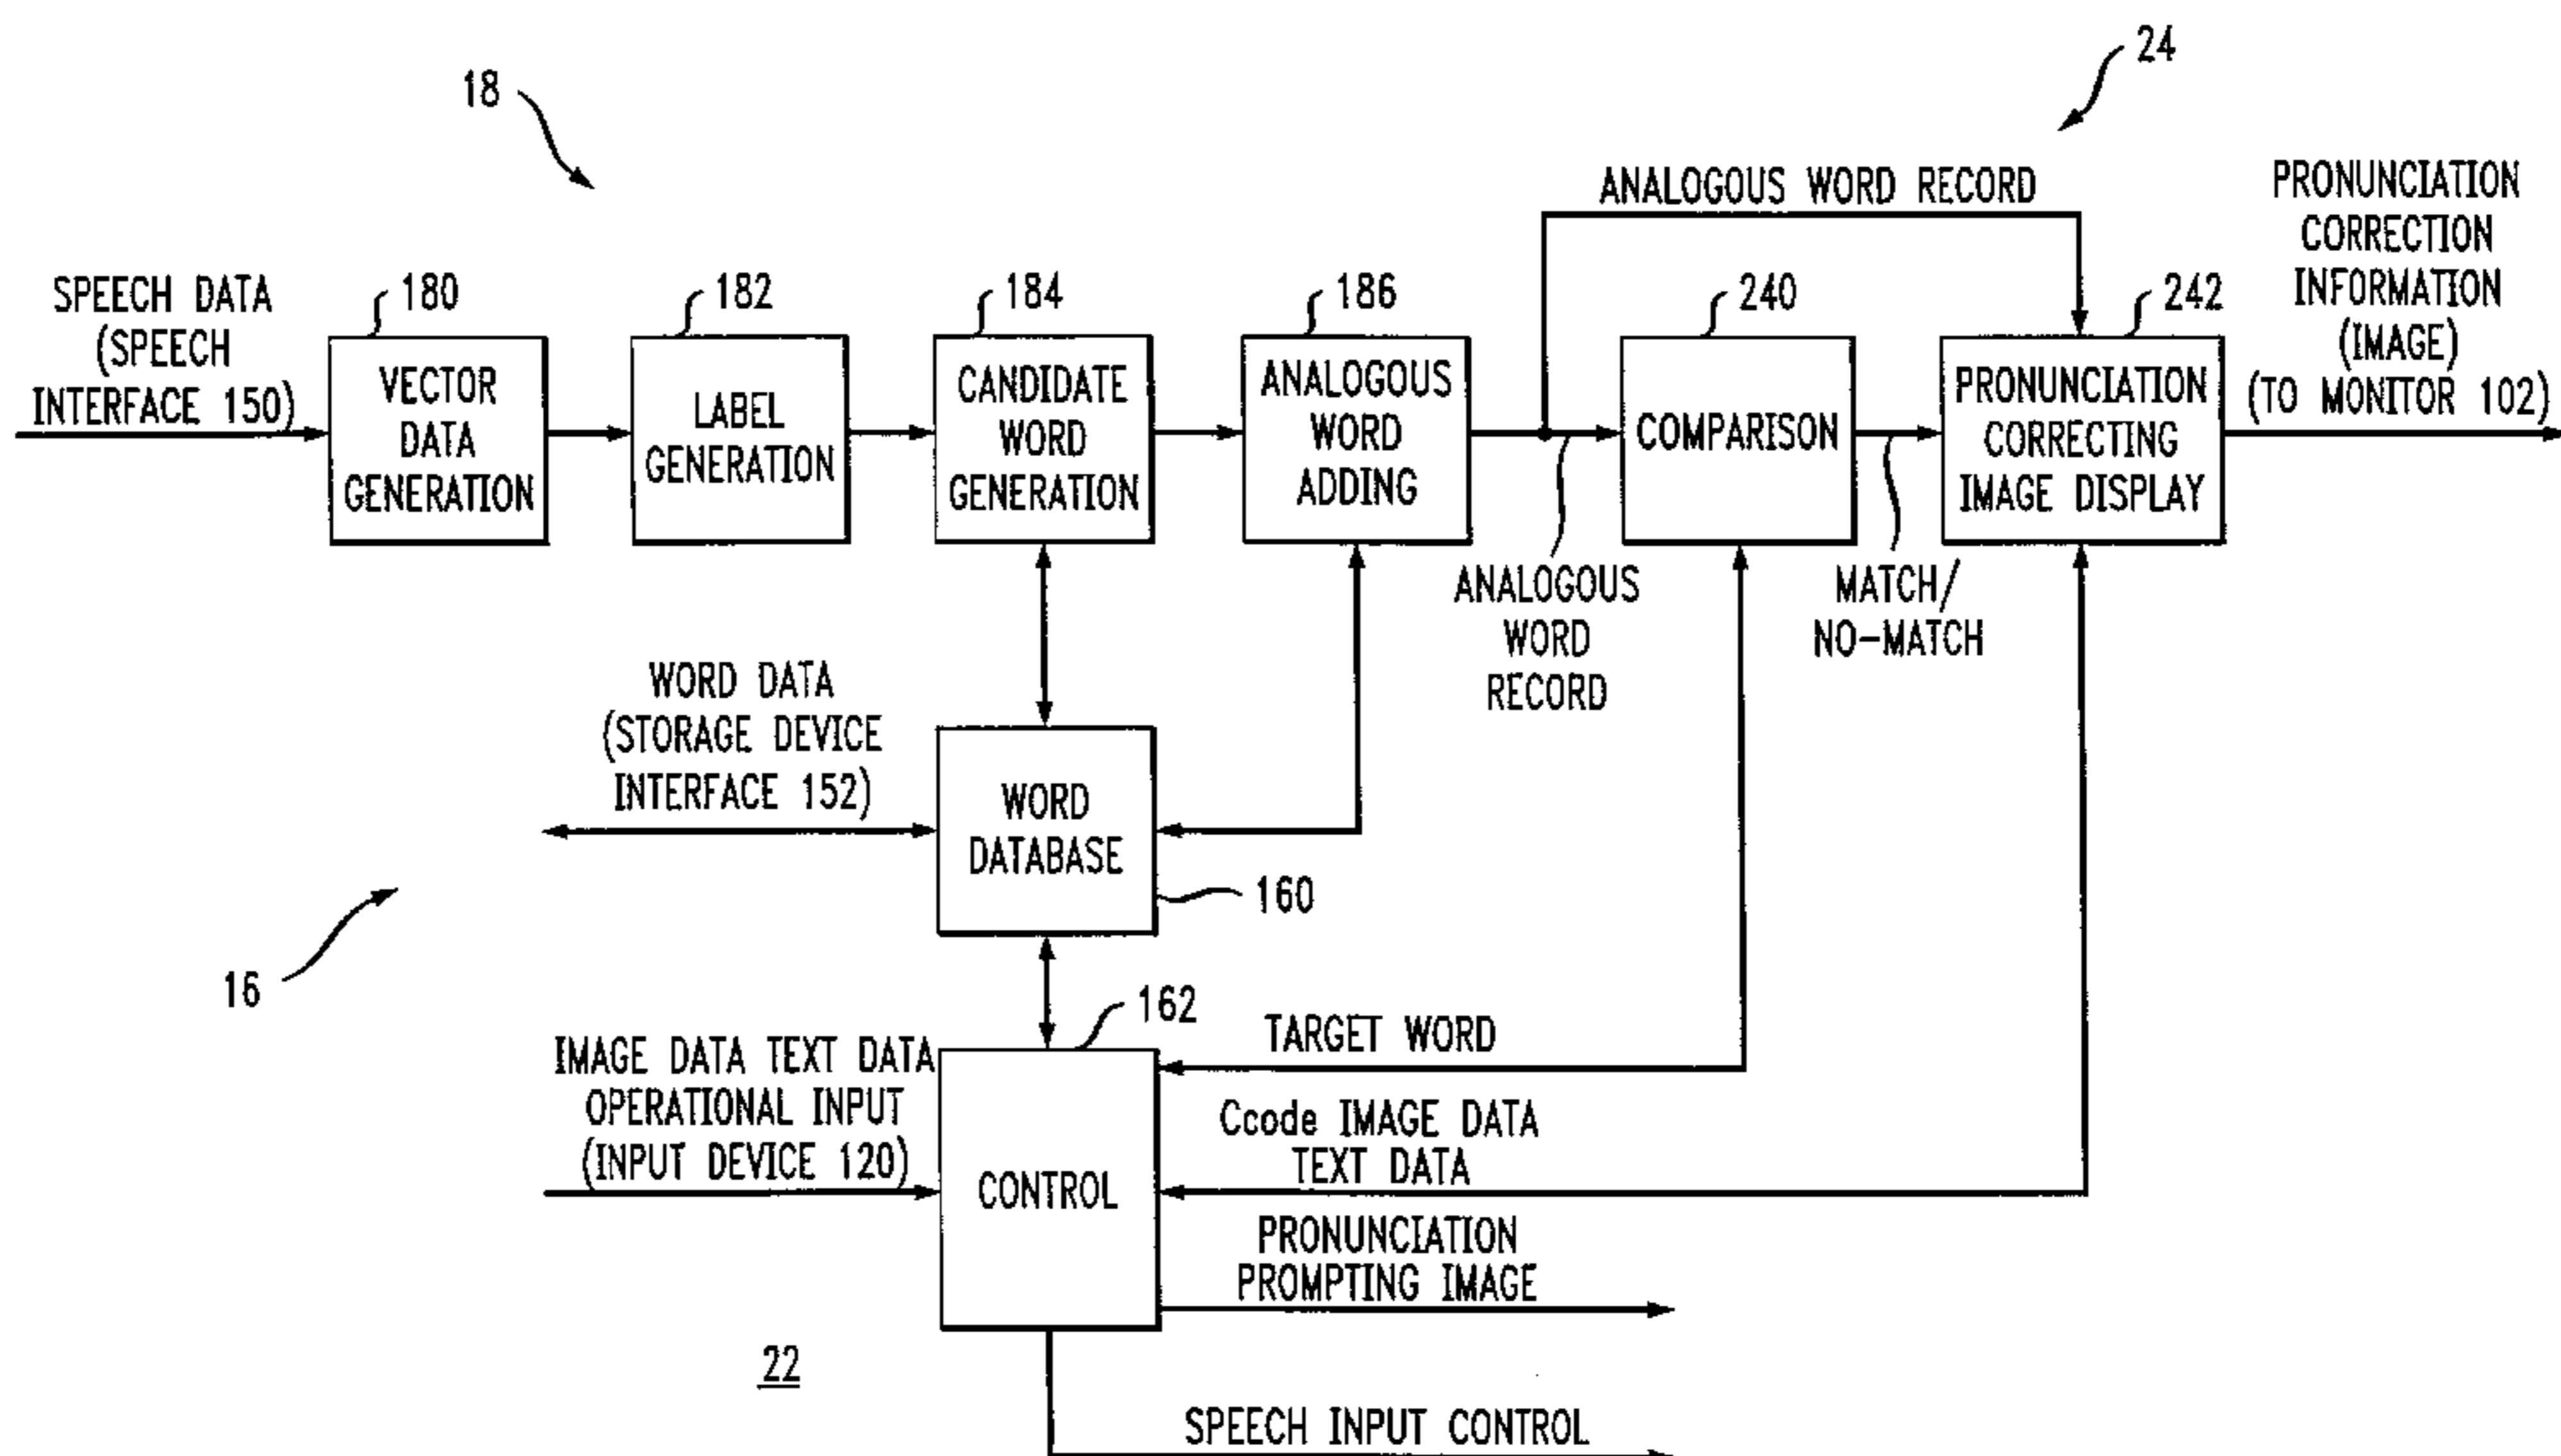 24
18
ANALOGOUS WORD RECORD
PRONUNCIATION
CORRECTION
INFORMATION
(IMAGE)
(TO MONITOR 102)
SPEECH DATA
(SPEECH
INTERFACE 150)
180
VECTOR
DATA
GENERATION
182
LABEL
GENERATION
184
CANDIDATE
WORD
GENERATION
186
ANALOGOUS
WORD
ADDING
240
COMPARISON
242
PRONUNCIATION
CORRECTING
IMAGE DISPLAY
ANALOGOUS
WORD
RECORD
MATCH/
NO-MATCH
WORD DATA
(STORAGE DEVICE
INTERFACE 152)
WORD
DATABASE
160
16
162
TARGET WORD
IMAGE DATA TEXT DATA
OPERATIONAL INPUT
(INPUT DEVICE 120)
CONTROL
Ccode IMAGE DATA
TEXT DATA
PRONUNCIATION
PROMPTING IMAGE
22
SPEECH INPUT CONTROL